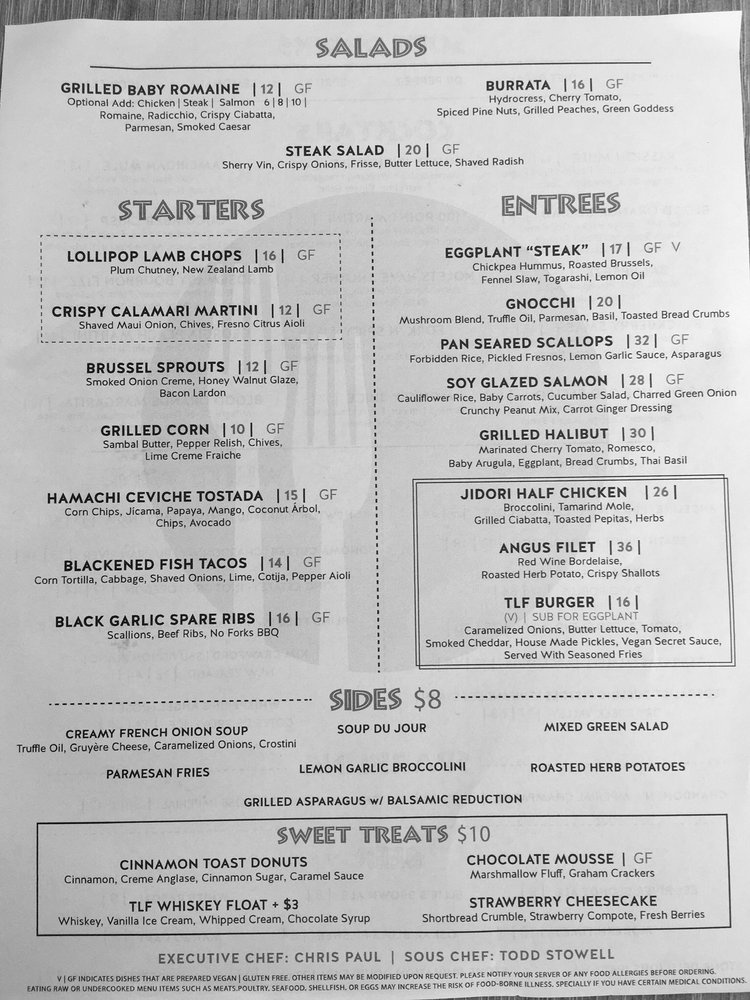 SALADS
GRILLED BABY ROMAINE | 12 | GF
Optional Add: Chicken | Steak | Salmon 6 | 8 | 10 |
Romaine, Radicchio, Crispy Ciabatta,
Parmesan, Smoked Caesar
BURRATA | 16 | GF
Hydrocress, Cherry Tomato,
Spiced Pine Nuts, Grilled Peaches, Green Goddess
STEAK SALAD | 20 | GF
Sherry Vin, Crispy Onions, Frisse, Butter Lettuce, Shaved Radish
STARTERS
LOLLIPOP LAMB CHOPS | 16 | GF
Plum Chutney, New Zealand Lamb
CRISPY CALAMARI MARTINI | 12 | GF
Shaved Maui Onion, Chives, Fresno Citrus Aioli
BRUSSEL SPROUTS | 12 | GF
Smoked Onion Creme, Honey Walnut Glaze,
Bacon Lardon
GRILLED CORN | 10 | GF
Sambal Butter, Pepper Relish, Chives,
Lime Creme Fraiche
HAMACHI CEVICHE TOSTADA | 15 | GF
Corn Chips, Jicama, Papaya, Mango, Coconut Árbol,
Chips, Avocado
BLACKENED FISH TACOS | 14 | GF
Corn Tortilla, Cabbage, Shaved Onions, Lime, Cotija, Pepper Aioli
BLACK GARLIC SPARE RIBS | 16 | GF
Scallions, Beef Ribs, No Forks BBQ
ENTREES
EGGPLANT "STEAK" | 17 | GF V
Chickpea Hummus, Roasted Brussels,
Fennel Slaw, Togarashi, Lemon Oil
GNOCCHI | 20 |
Mushroom Blend, Truffle Oil, Parmesan, Basil, Toasted Bread Crumbs
PAN SEARED SCALLOPS | 32 | GF
Forbidden Rice, Pickled Fresnos, Lemon Garlic Sauce, Asparagus
SOY GLAZED SALMON | 28 | GF
Cauliflower Rice, Baby Carrots, Cucumber Salad, Charred Green Onion
Crunchy Peanut Mix, Carrot Ginger Dressing
GRILLED HALIBUT | 30 |
Marinated Cherry Tomato, Romesco,
Baby Arugula, Eggplant, Bread Crumbs, Thai Basil
JIDORI HALF CHICKEN | 26 |
Broccolini, Tamarind Mole,
Grilled Ciabatta, Toasted Pepitas, Herbs
ANGUS FILET | 36 |
Red Wine Bordelaise,
Roasted Herb Potato, Crispy Shallots
TLF BURGER | 16 |
(V) | SUB FOR EGGPLANT
Caramelized Onions, Butter Lettuce, Tomato,
Smoked Cheddar, House Made Pickles, Vegan Secret Sauce,
Served With Seasoned Fries
SIDES $8
CREAMY FRENCH ONION SOUP
Truffle Oil, Gruyère Cheese, Caramelized Onions, Crostini
SOUP DU JOUR
MIXED GREEN SALAD
PARMESAN FRIES
LEMON GARLIC BROCCOLINI
ROASTED HERB POTATOES
GRILLED ASPARAGUS w/ BALSAMIC REDUCTION
SWEET TREATS $10
CINNAMON TOAST DONUTS
Cinnamon, Creme Anglase, Cinnamon Sugar, Caramel Sauce
CHOCOLATE MOUSSE | GF
Marshmallow Fluff, Graham Crackers
TLF WHISKEY FLOAT + $3
Whiskey, Vanilla Ice Cream, Whipped Cream, Chocolate Syrup
STRAWBERRY CHEESECAKE
Shortbread Crumble, Strawberry Compote, Fresh Berries
EXECUTIVE CHEF: CHRIS PAUL | SOUS CHEF: TODD STOWELL
V | GF INDICATES DISHES THAT ARE PREPARED VEGAN | GLUTEN FREE. OTHER ITEMS MAY BE MODIFIED UPON REQUEST. PLEASE NOTIFY YOUR SERVER OF ANY FOOD ALLERGIES BEFORE ORDERING.
EATING RAW OR UNDERCOOKED MENU ITEMS SUCH AS MEATS.POULTRY, SEAFOOD, SHELLFISH, OR EGGS MAY INCREASE THE RISK OF FOOD-BORNE ILLNESS. SPECIALLY IF YOU HAVE CERTAIN MEDICAL CONDITIONS.